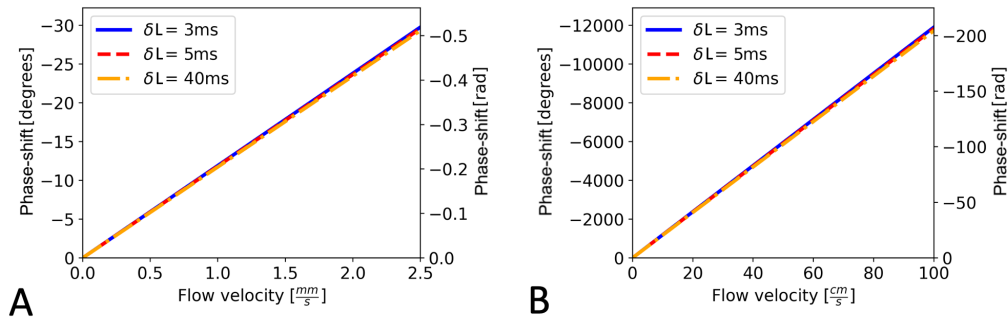 δL = 3ms
δL = 5ms
δL = 40ms
−30
−25
−20
−15
−10
−5
0
Phase-shift[degrees]
−0.5
−0.4
−0.3
−0.2
−0.1
0.0
Phase-shift[rad]
0.0 0.5 1.0 1.5 2.0 2.5
Flow velocity [mm/s]
A
δL = 3ms
δL = 5ms
δL = 40ms
−12000
−10000
−8000
−6000
−4000
−2000
0
Phase-shift[degrees]
−200
−150
−100
−50
0
Phase-shift[rad]
0 20 40 60 80 100
Flow velocity [cm/s]
B